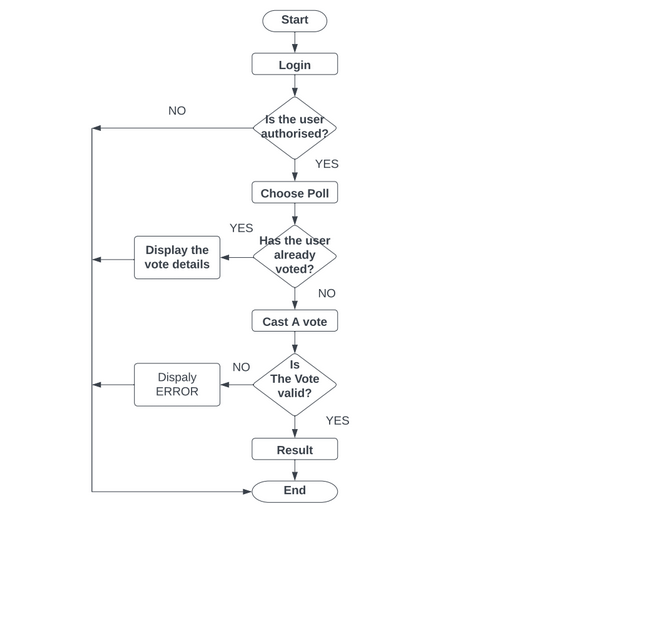 Start
Login
NO
Is the user
authorised?
YES
Choose Poll
YES
Has the user
already
voted?
Display the
vote details
NO
Cast A vote
Is
The Vote
valid?
NO
Dispaly
ERROR
YES
Result
End